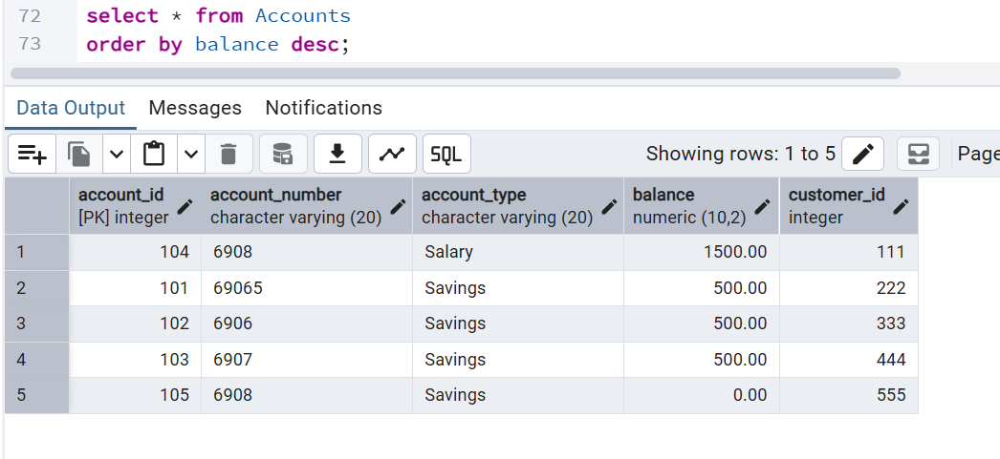 72 select * from Accounts
73 order by balance desc;
Data Output Messages Notifications
SQL Showing rows: 1 to 5 Page
account_id account_number account_type balance customer_id
[PK] integer character varying (20) character varying (20) numeric (10,2) integer
1 104 6908 Salary 1500.00 111
2 101 69065 Savings 500.00 222
3 102 6906 Savings 500.00 333
4 103 6907 Savings 500.00 444
5 105 6908 Savings 0.00 555